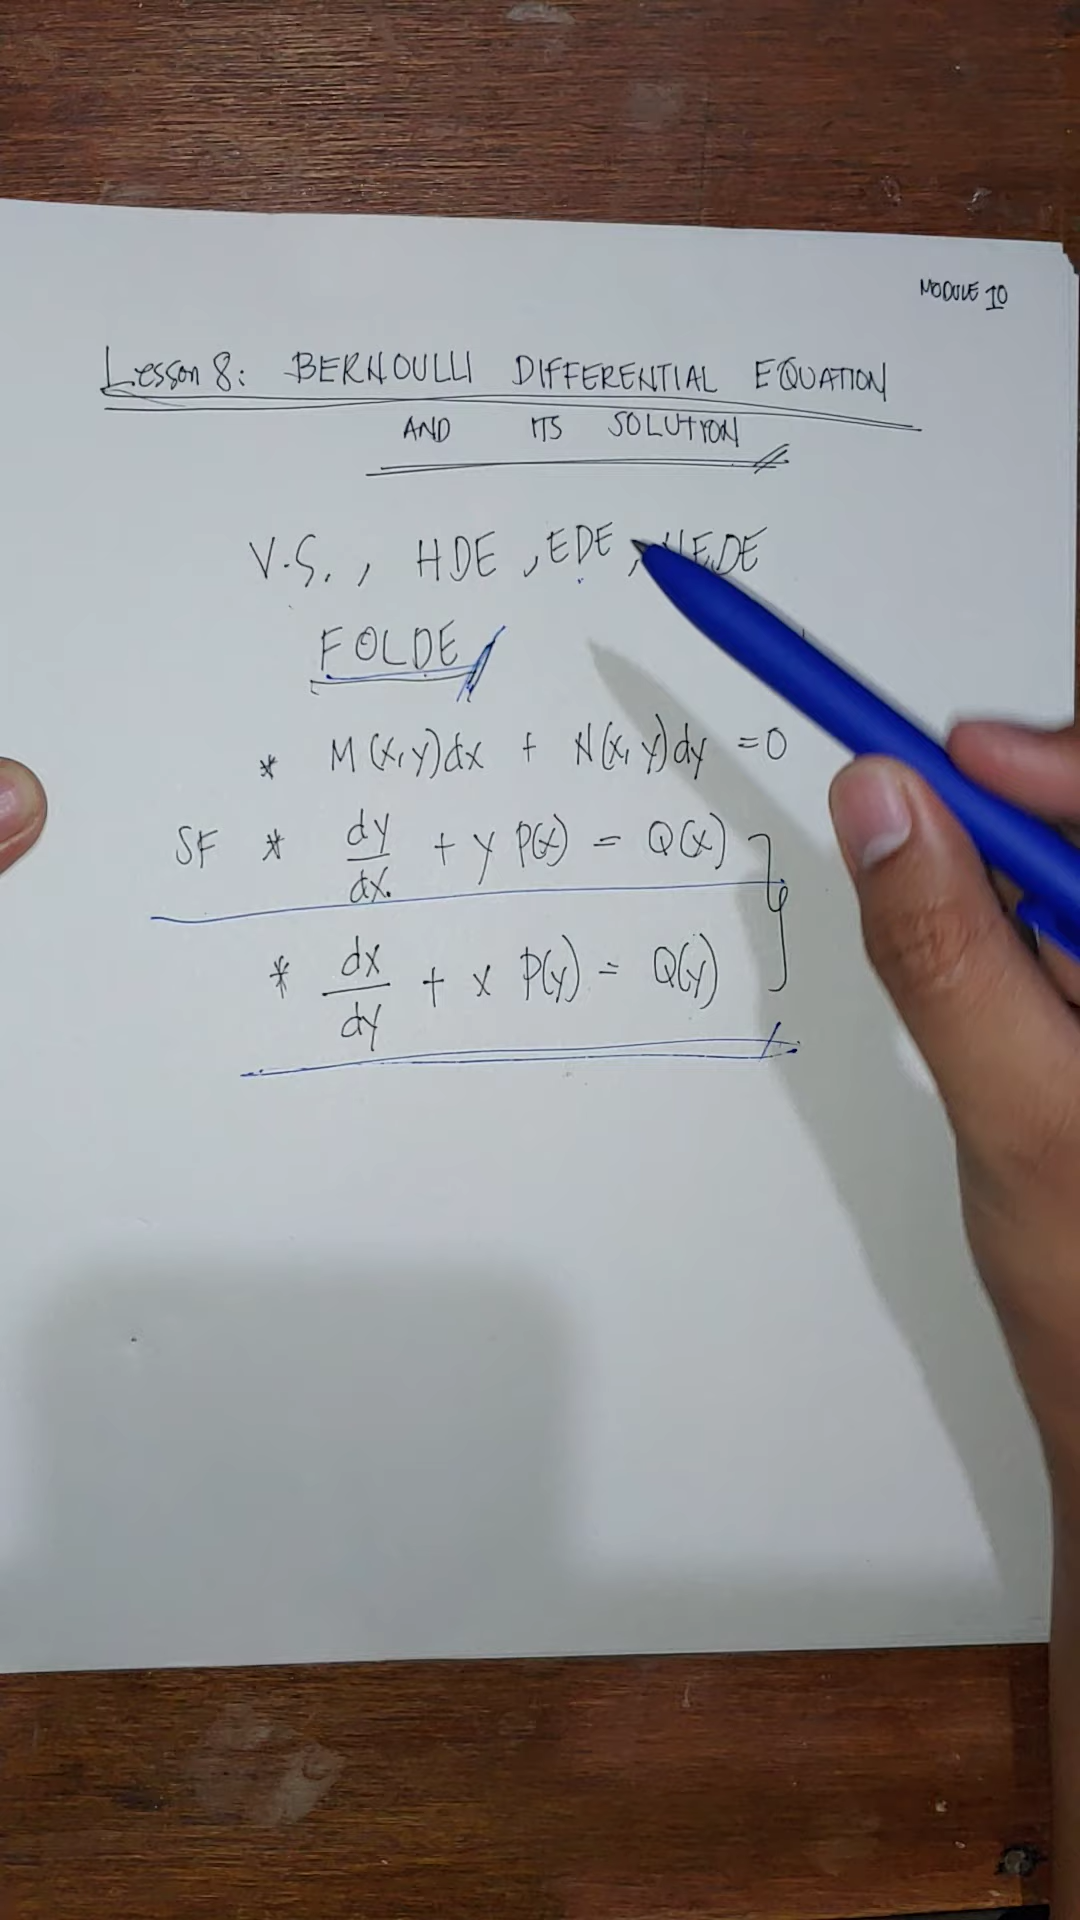 MODULE 10
Lesson 8: BERNOULLI DIFFERENTIAL EQUATION
AND ITS SOLUTION
V.S., HDE, EDE,
FOLDE
* M(x,y)dx + N(x,y)dy = 0
SF * dy/dx + y P(x) = Q(x)
* dx/dy + x P(y) = Q(y)